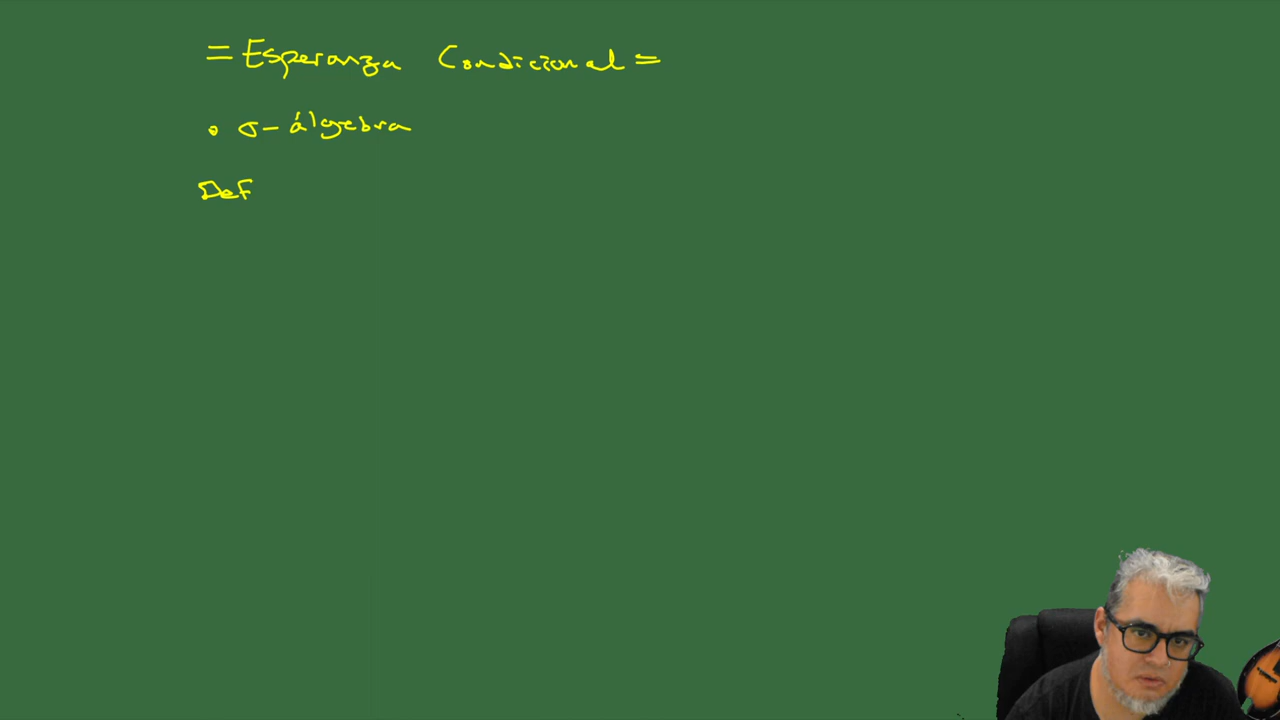 = Esperanza Condicional =
• σ- álgebra
Def